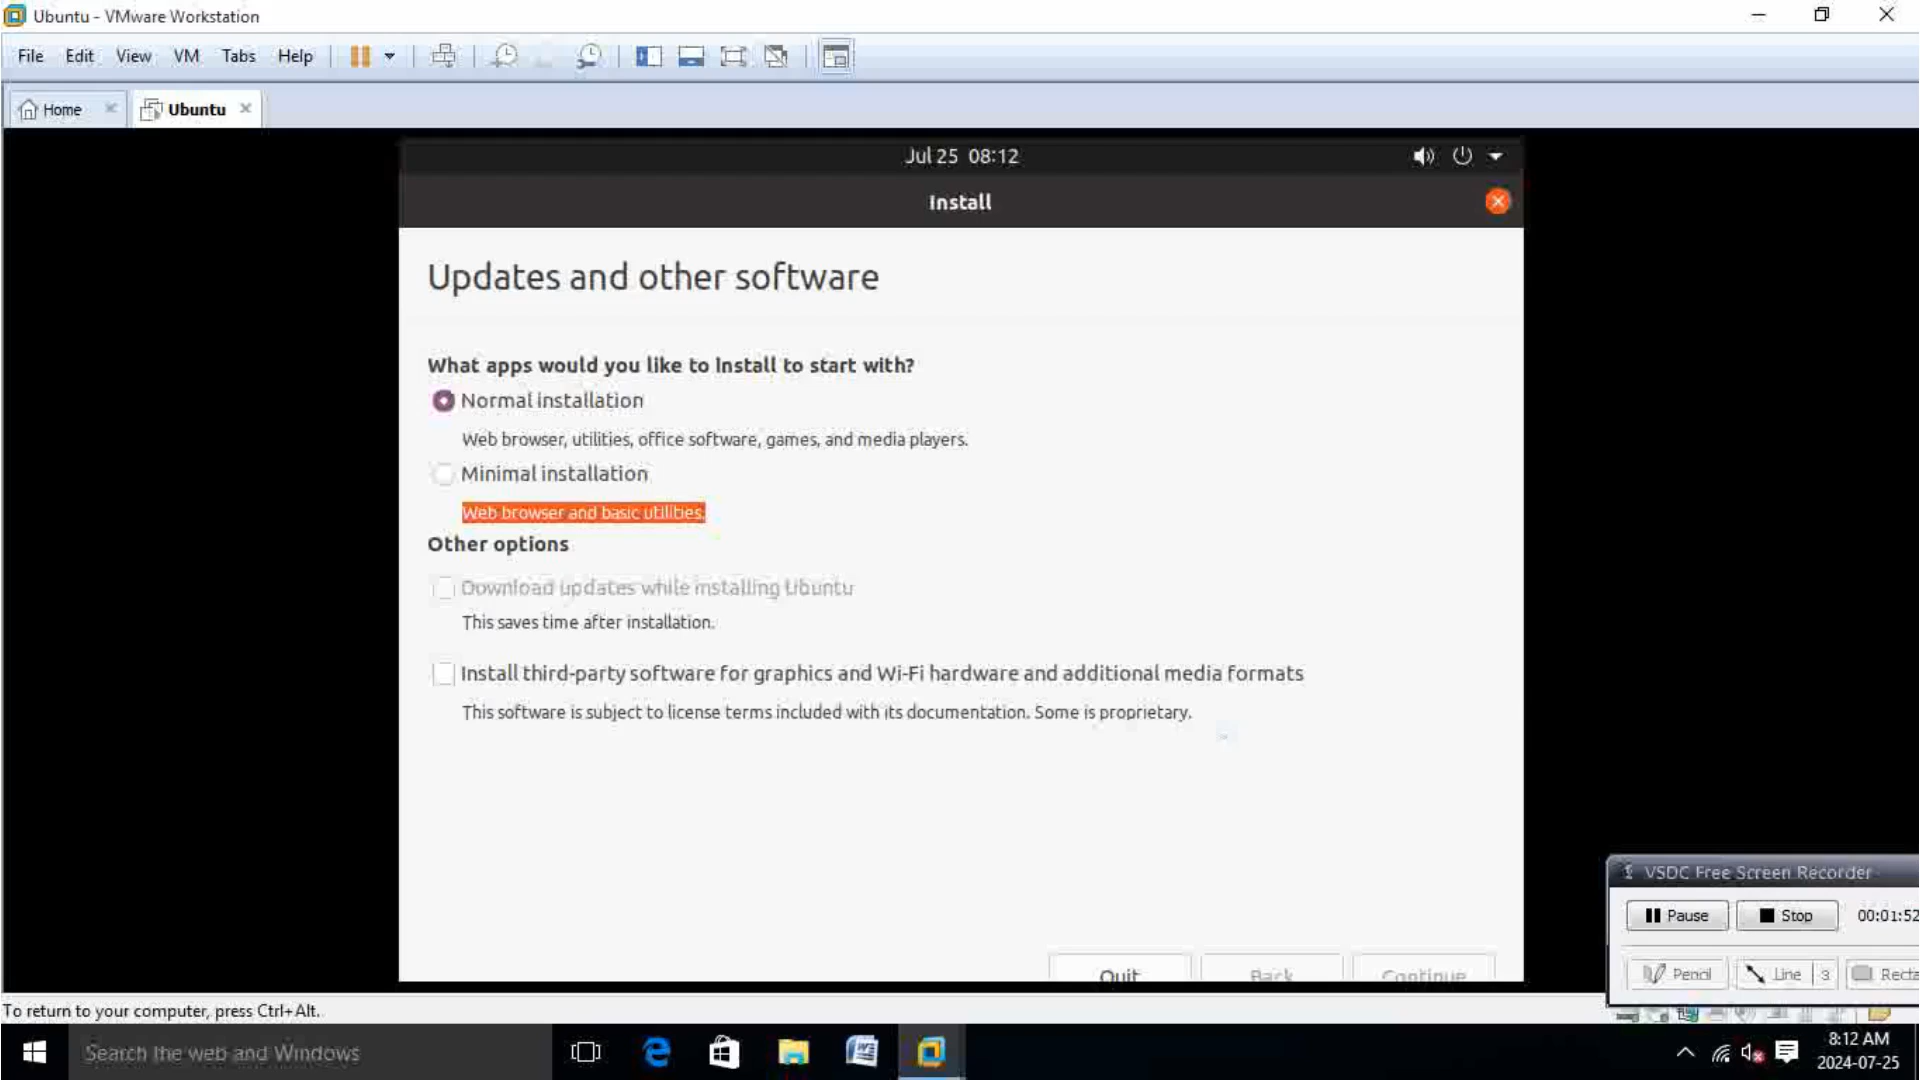 Ubuntu - VMware Workstation
File Edit View VM Tabs Help
Home
Ubuntu
Jul 25 08:12
Install
Updates and other software
What apps would you like to install to start with?
Normal installation
Web browser, utilities, office software, games, and media players.
Minimal installation
Web browser and basic utilities.
Other options
Download updates while installing Ubuntu
This saves time after installation.
Install third-party software for graphics and Wi-Fi hardware and additional media formats
This software is subject to license terms included with its documentation. Some is proprietary.
Quit Back Continue
VSDC Free Screen Recorder
Pause Stop 00:01:52
Pencil Line 3 Recta
To return to your computer, press Ctrl+Alt.
Search the web and Windows
8:12 AM
2024-07-25